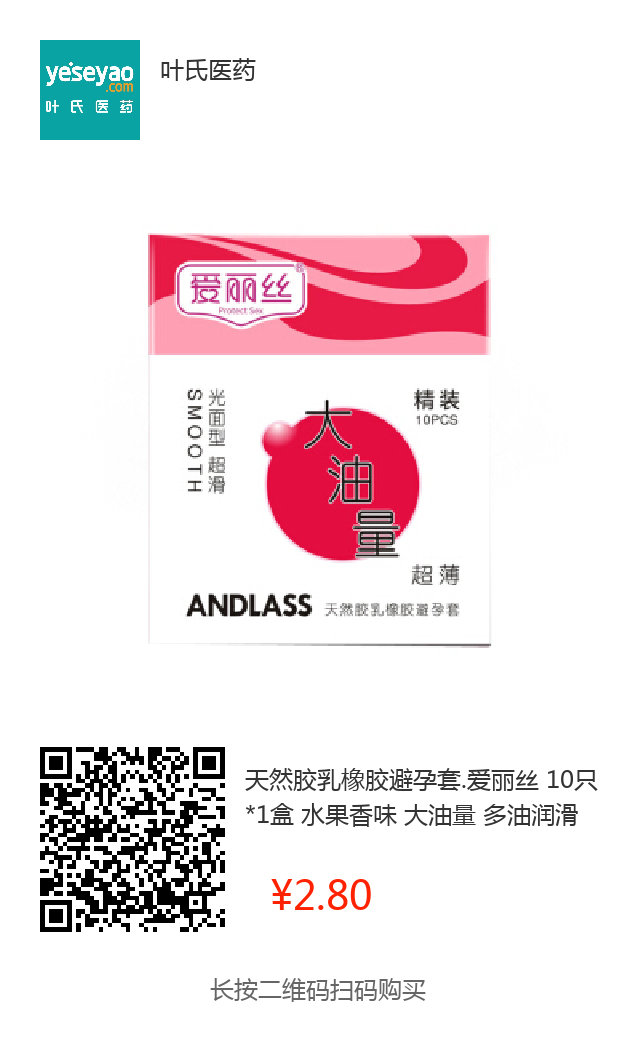 yeseyao
.com
叶氏医药
叶氏医药
爱丽丝®
Protect Sex
光面型 超滑
SMOOTH
精装
10PCS
大油量
超薄
ANDLASS 天然胶乳橡胶避孕套
天然胶乳橡胶避孕套.爱丽丝 10只
*1盒 水果香味 大油量 多油润滑
¥2.80
长按二维码扫码购买